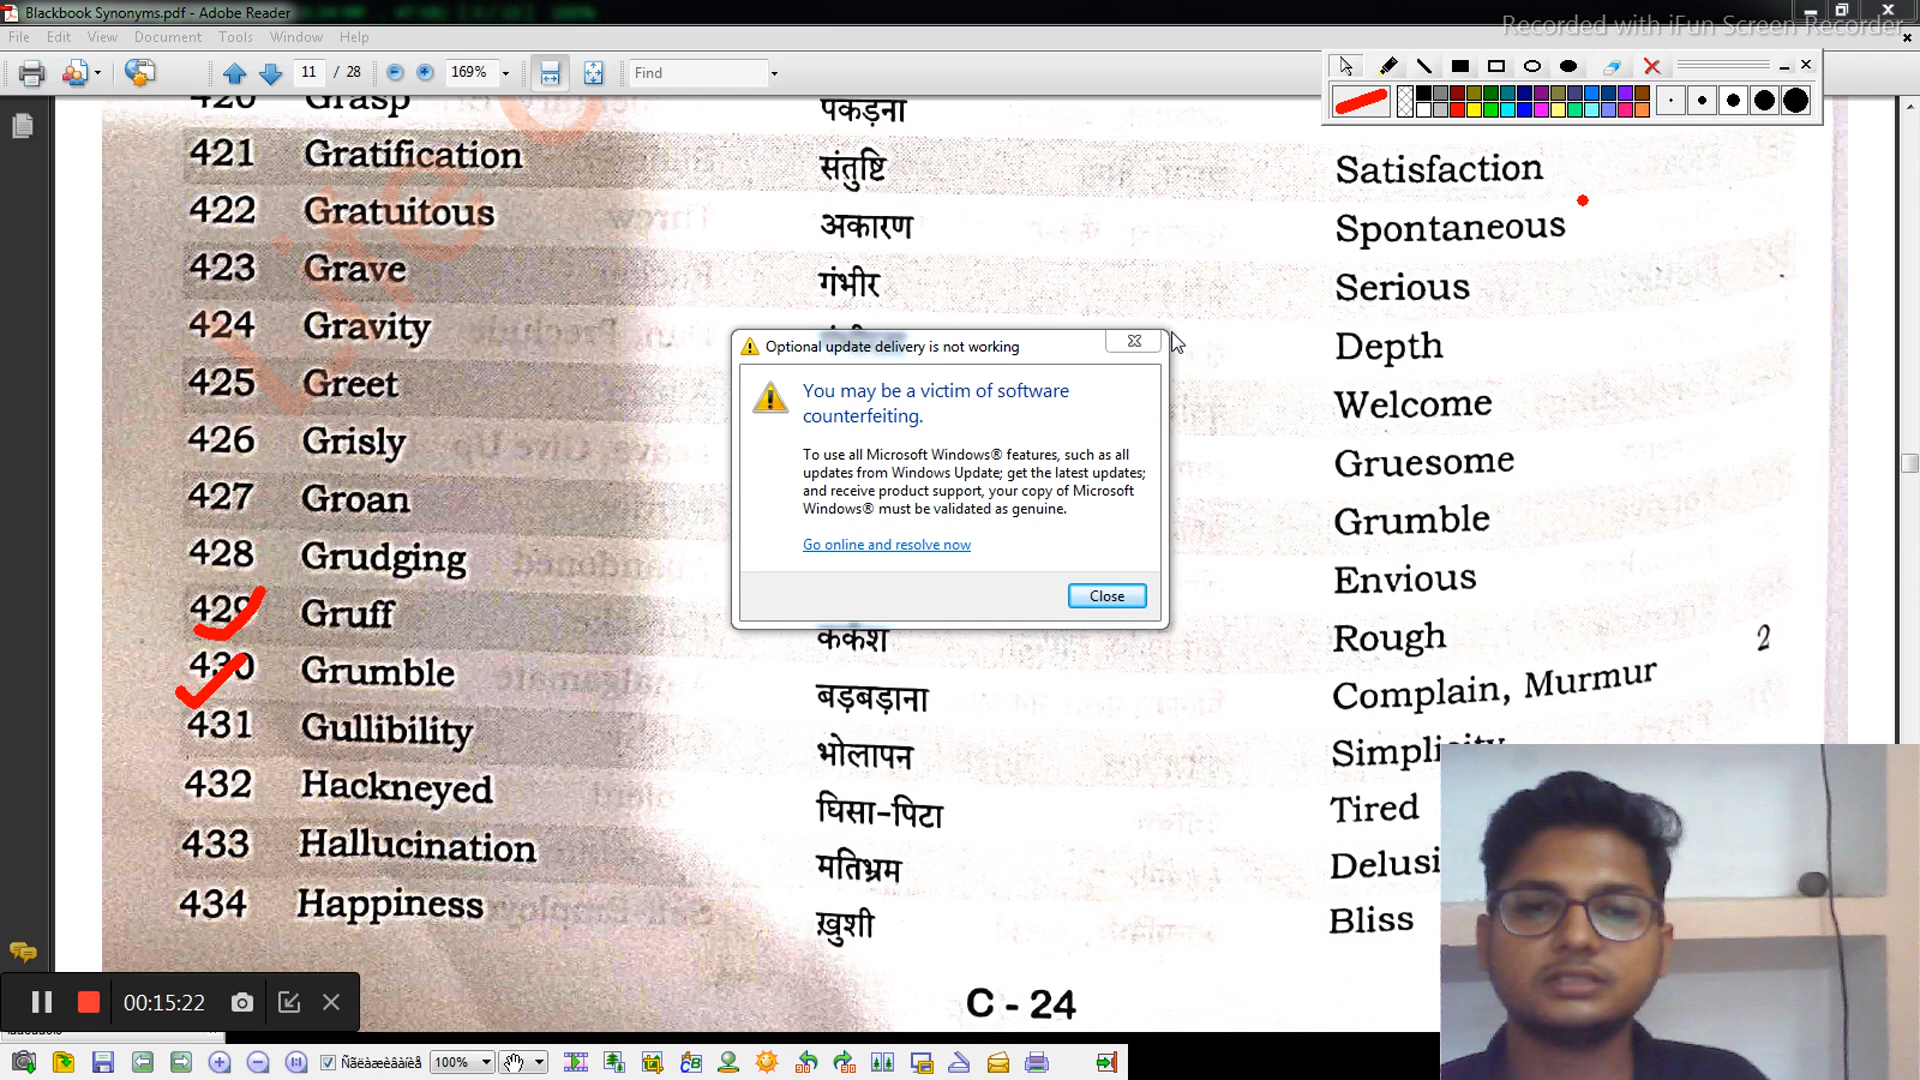 Blackbook Synonyms.pdf - Adobe Reader
Recorded with iFun Screen Recorder
File Edit View Document Tools Window Help
11 / 28 169% Find
420 Grasp पकड़ना
421 Gratification संतुष्टि Satisfaction
422 Gratuitous अकारण Spontaneous
423 Grave गंभीर Serious
424 Gravity Depth
425 Greet Welcome
426 Grisly Gruesome
427 Groan Grumble
428 Grudging Envious
429 Gruff कर्कश Rough 2
430 Grumble बड़बड़ाना Complain, Murmur
431 Gullibility भोलापन Simplicity
432 Hackneyed घिसा-पिटा Tired
433 Hallucination मतिभ्रम Delusi
434 Happiness ख़ुशी Bliss
C - 24
Optional update delivery is not working
You may be a victim of software
counterfeiting.
To use all Microsoft Windows® features, such as all
updates from Windows Update; get the latest updates;
and receive product support, your copy of Microsoft
Windows® must be validated as genuine.
Go online and resolve now
Close
00:15:22
Ñãëàæèâàíèå 100%